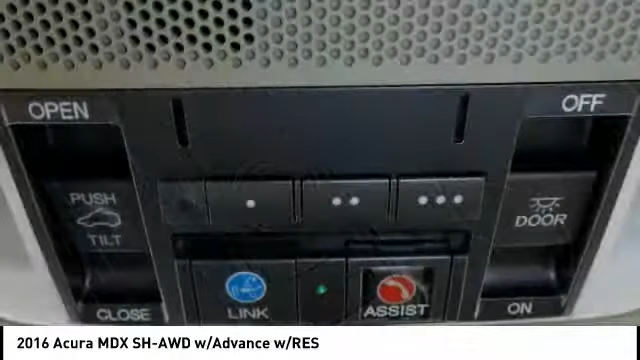 OPEN
OFF
PUSH
TILT
DOOR
LINK
ASSIST
CLOSE
ON
2016 Acura MDX SH-AWD w/Advance w/RES